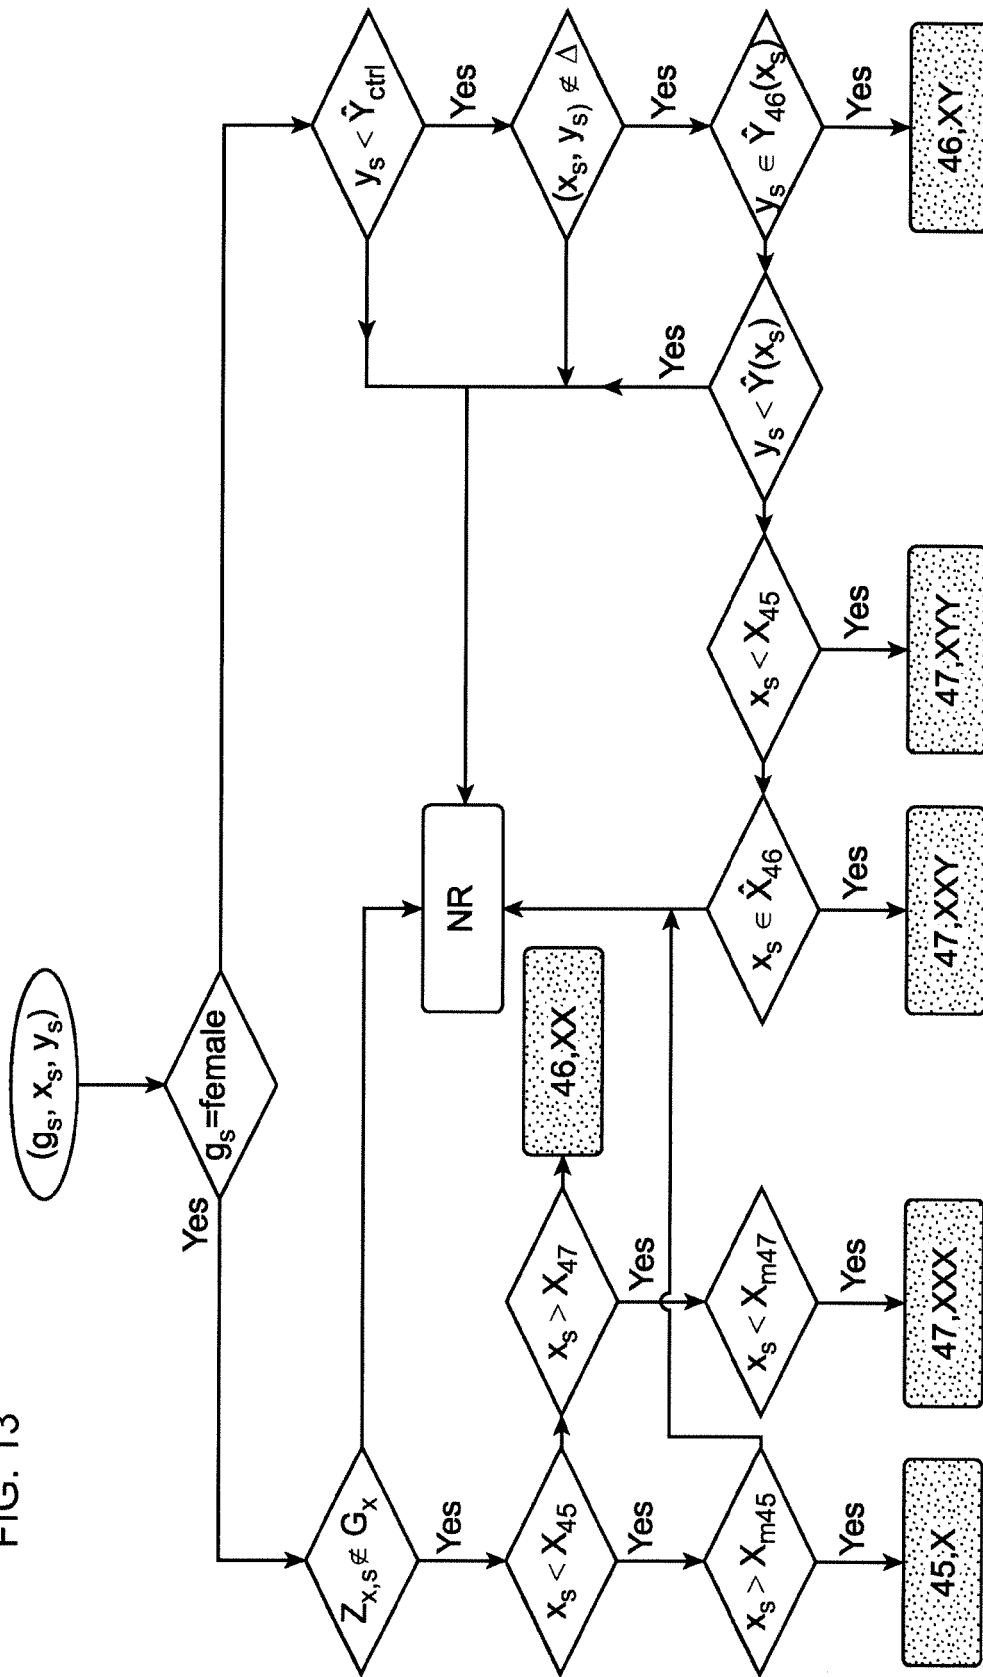 FIG. 13
(g_s, x_s, y_s)
g_s=female
Yes
Z_x,s ∉ G_x
Yes
x_s < X_45
Yes
x_s > X_m45
Yes
45,X
x_s > X_47
Yes
x_s < X_m47
Yes
47,XXX
46,XX
NR
y_s < Ŷ_ctrl
Yes
(x_s, y_s) ∉ Δ
Yes
y_s ∈ Ŷ_46(x_s)
Yes
46,XY
y_s < Ŷ(x_s)
Yes
x_s < X_45
Yes
47,XYY
x_s ∈ X̂_46
Yes
47,XXY